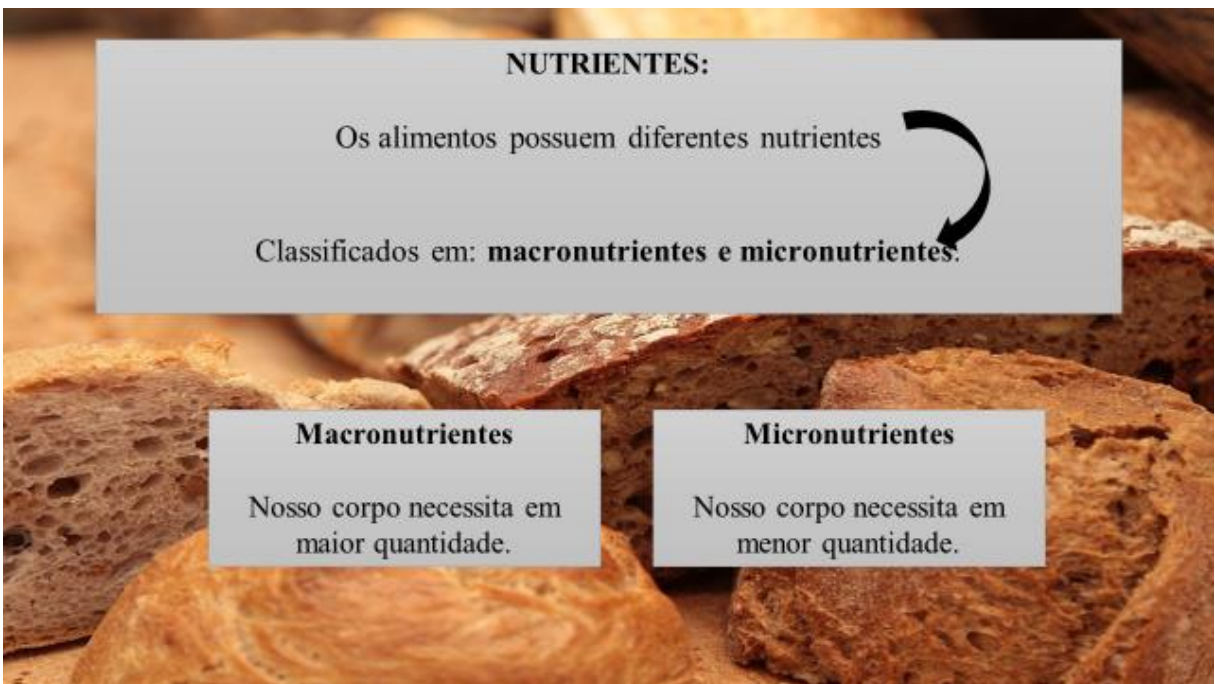 NUTRIENTES:
Os alimentos possuem diferentes nutrientes
Classificados em: macronutrientes e micronutrientes.
Macronutrientes
Nosso corpo necessita em
maior quantidade.
Micronutrientes
Nosso corpo necessita em
menor quantidade.